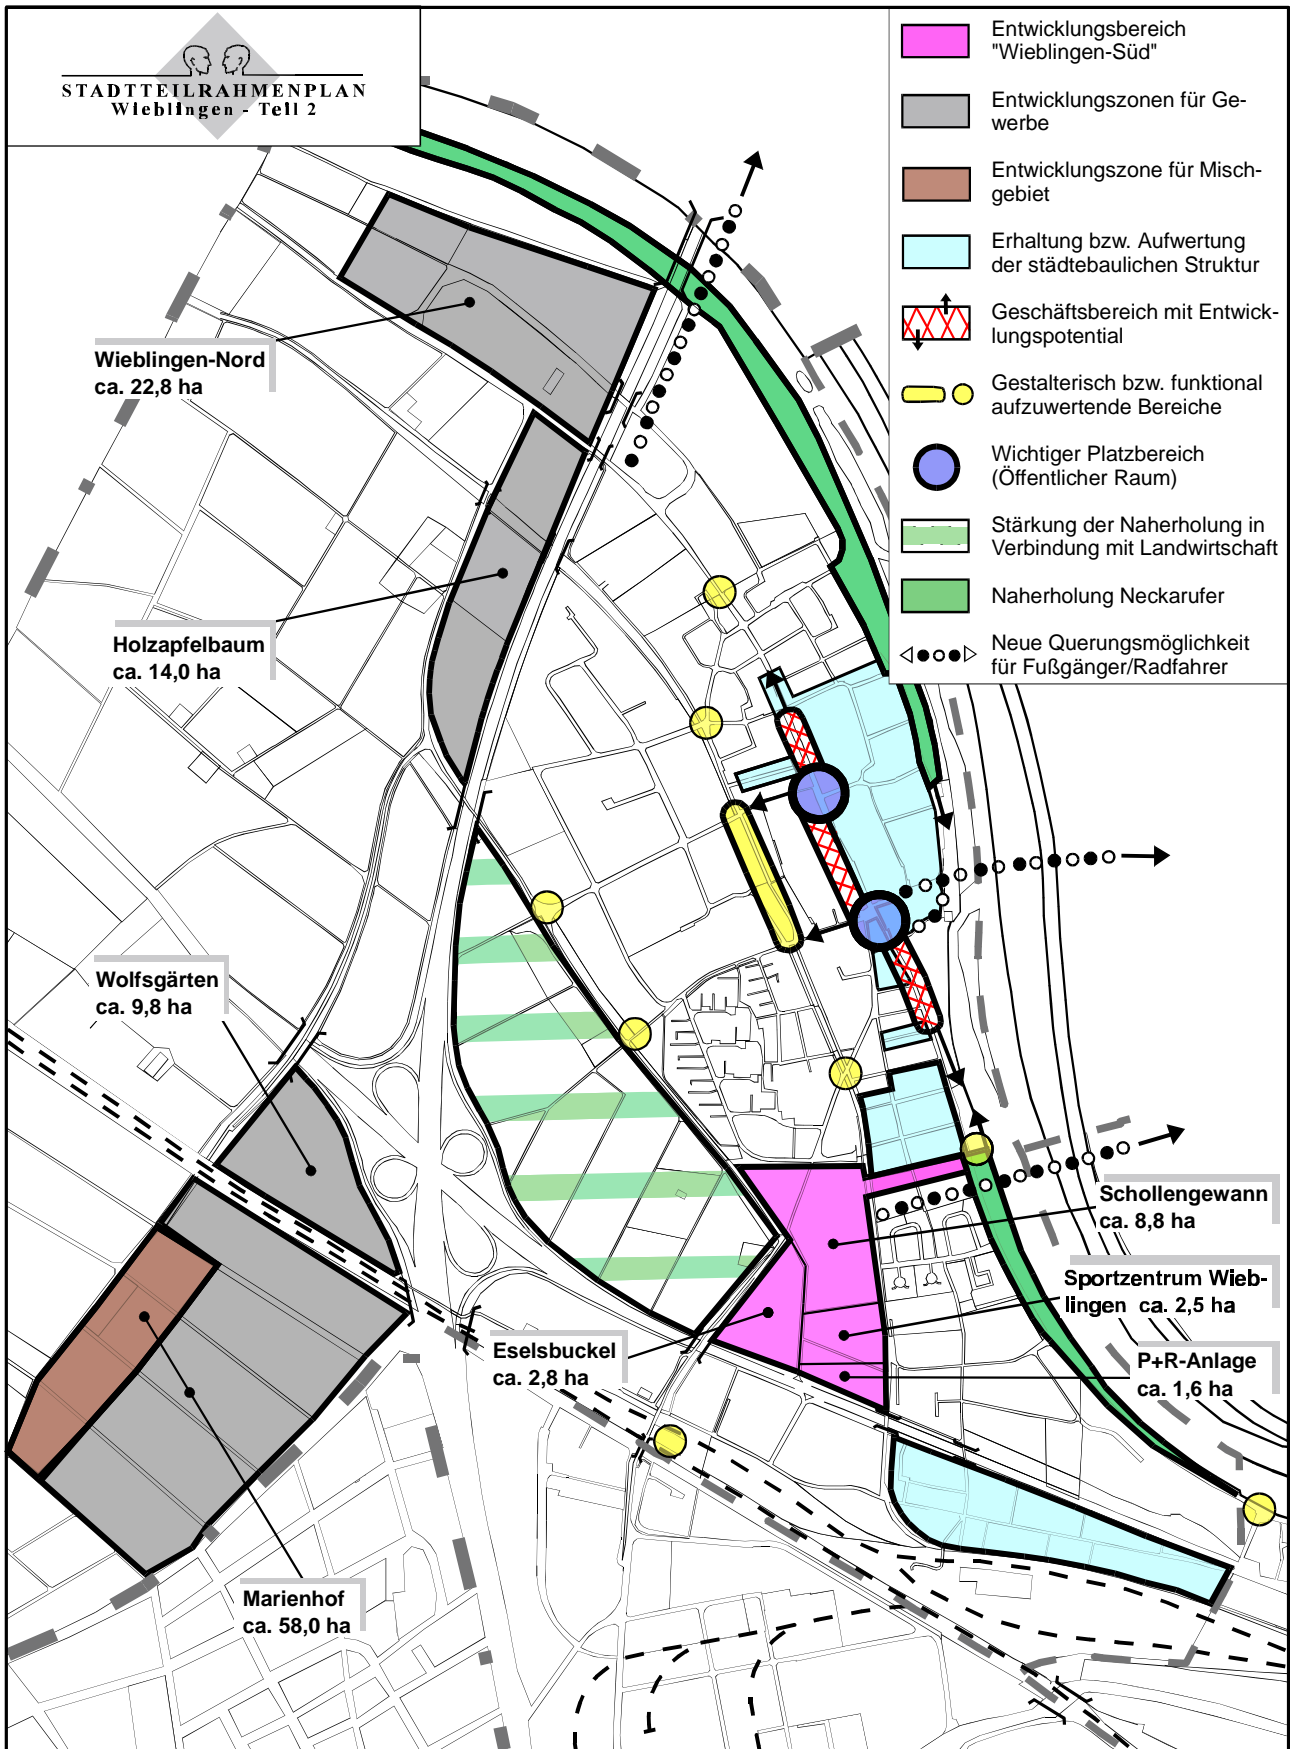 STADTTEILRAHMENPLAN
Wieblingen - Teil 2
Entwicklungsbereich
"Wieblingen-Süd"
Entwicklungszonen für Ge-
werbe
Entwicklungszone für Misch-
gebiet
Erhaltung bzw. Aufwertung
der städtebaulichen Struktur
Geschäftsbereich mit Entwick-
lungspotential
Gestalterisch bzw. funktional
aufzuwertende Bereiche
Wichtiger Platzbereich
(Öffentlicher Raum)
Stärkung der Naherholung in
Verbindung mit Landwirtschaft
Naherholung Neckarufer
Neue Querungsmöglichkeit
für Fußgänger/Radfahrer
Wieblingen-Nord
ca. 22,8 ha
Holzapfelbaum
ca. 14,0 ha
Wolfsgärten
ca. 9,8 ha
Schollengewann
ca. 8,8 ha
Sportzentrum Wieb-
lingen ca. 2,5 ha
Eselsbuckel
ca. 2,8 ha
P+R-Anlage
ca. 1,6 ha
Marienhof
ca. 58,0 ha